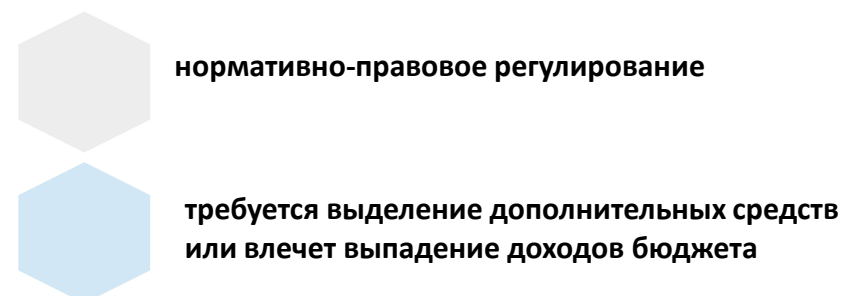 нормативно-правовое регулирование
требуется выделение дополнительных средств
или влечет выпадение доходов бюджета